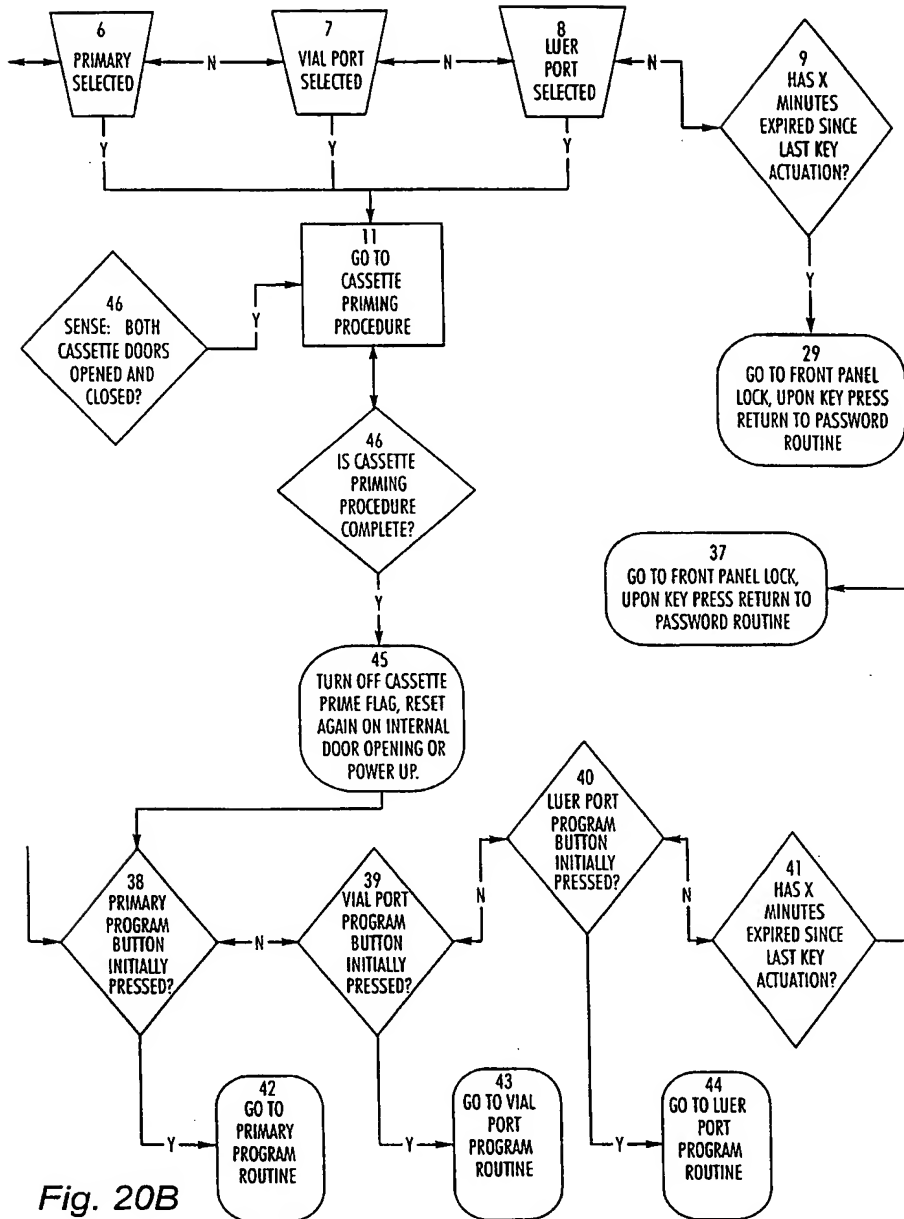 6
PRIMARY
SELECTED
N
7
VIAL PORT
SELECTED
N
8
LUER
PORT
SELECTED
N
9
HAS X
MINUTES
EXPIRED SINCE
LAST KEY
ACTUATION?
Y
Y
Y
Y
11
GO TO
CASSETTE
PRIMING
PROCEDURE
46
SENSE: BOTH
CASSETTE DOORS
OPENED AND
CLOSED?
Y
29
GO TO FRONT PANEL
LOCK, UPON KEY PRESS
RETURN TO PASSWORD
ROUTINE
46
IS CASSETTE
PRIMING
PROCEDURE
COMPLETE?
Y
37
GO TO FRONT PANEL LOCK,
UPON KEY PRESS RETURN TO
PASSWORD ROUTINE
45
TURN OFF CASSETTE
PRIME FLAG, RESET
AGAIN ON INTERNAL
DOOR OPENING OR
POWER UP.
38
PRIMARY
PROGRAM
BUTTON
INITIALLY
PRESSED?
N
39
VIAL PORT
PROGRAM
BUTTON
INITIALLY
PRESSED?
N
40
LUER PORT
PROGRAM
BUTTON
INITIALLY
PRESSED?
N
41
HAS X
MINUTES
EXPIRED SINCE
LAST KEY
ACTUATION?
Y
42
GO TO
PRIMARY
PROGRAM
ROUTINE
Y
43
GO TO VIAL
PORT
PROGRAM
ROUTINE
Y
44
GO TO LUER
PORT
PROGRAM
ROUTINE
Fig. 20B